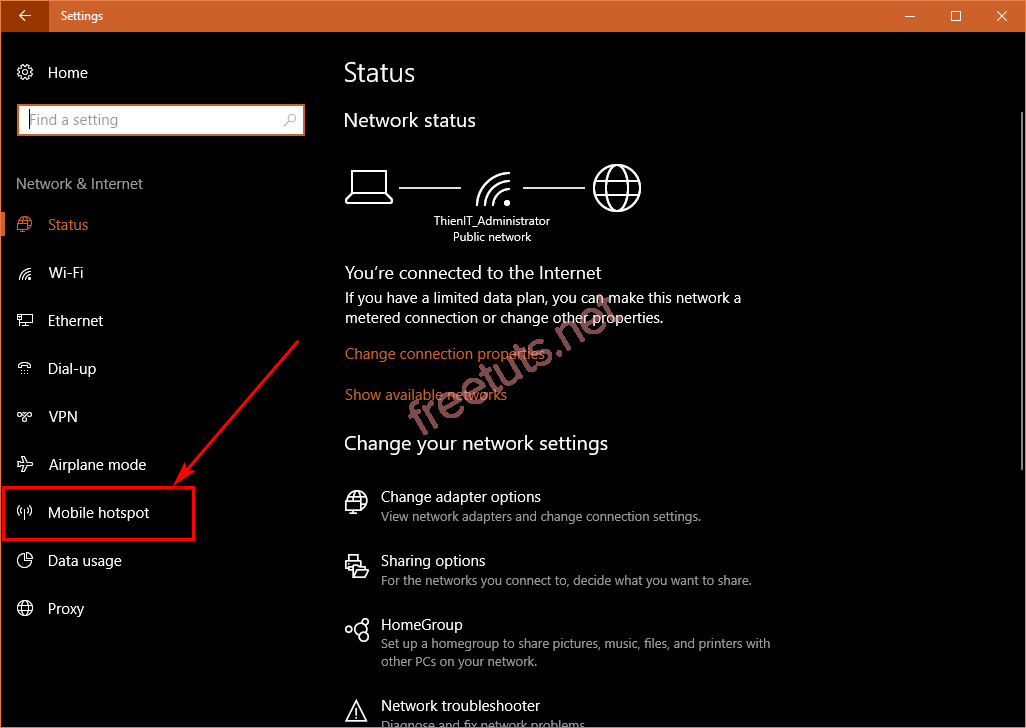 Settings
Home
Find a setting
Network & Internet
Status
Wi-Fi
Ethernet
Dial-up
VPN
Airplane mode
Mobile hotspot
Data usage
Proxy
Status
Network status
ThienIT_Administrator
Public network
You're connected to the Internet
If you have a limited data plan, you can make this network a
metered connection or change other properties.
Change connection properties
Show available networks
freetuts.net
Change your network settings
Change adapter options
View network adapters and change connection settings.
Sharing options
For the networks you connect to, decide what you want to share.
HomeGroup
Set up a homegroup to share pictures, music, files, and printers with
other PCs on your network.
Network troubleshooter
Diagnose and fix network problems.